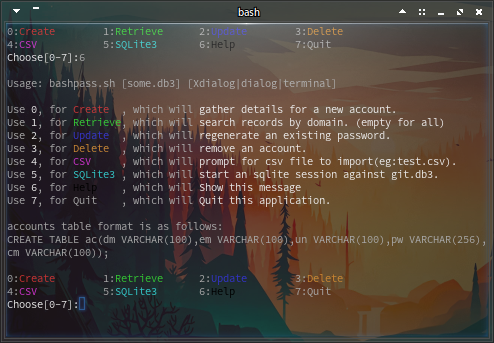 bash
0:Create 1:Retrieve 2:Update 3:Delete
4:CSV 5:SQLite3 6:Help 7:Quit
Choose[0-7]:6
Usage: bashpass.sh [some.db3] [Xdialog|dialog|terminal]
Use 0, for Create , which will gather details for a new account.
Use 1, for Retrieve, which will search records by domain. (empty for all)
Use 2, for Update , which will regenerate an existing password.
Use 3, for Delete , which will remove an account.
Use 4, for CSV , which will prompt for csv file to import(eg:test.csv).
Use 5, for SQLite3 , which will start an sqlite session against git.db3.
Use 6, for Help , which will Show this message
Use 7, for Quit , which will Quit this application.
accounts table format is as follows:
CREATE TABLE ac(dm VARCHAR(100),em VARCHAR(100),un VARCHAR(100),pw VARCHAR(256),
cm VARCHAR(100));
0:Create 1:Retrieve 2:Update 3:Delete
4:CSV 5:SQLite3 6:Help 7:Quit
Choose[0-7]: